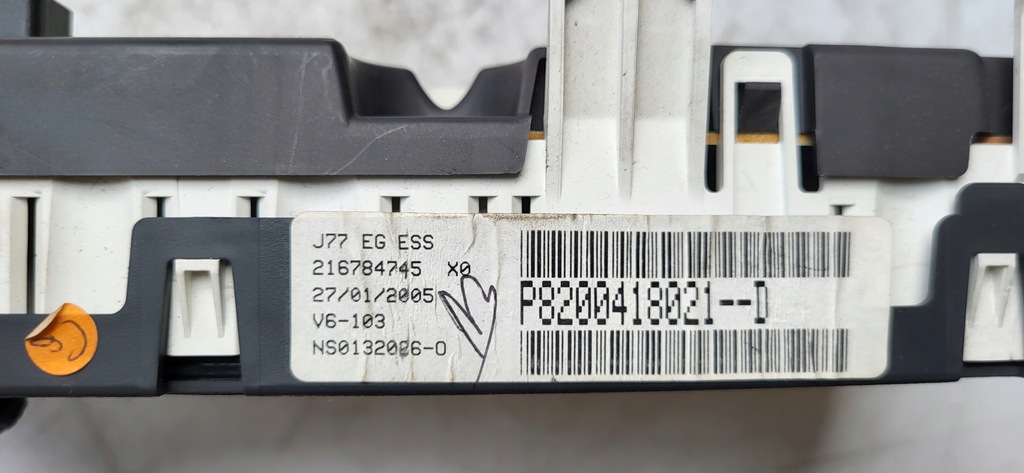 J77 EG ESS
216784745 X0
27/01/2005
V6-103
NS0132026-0
P8200418021--D